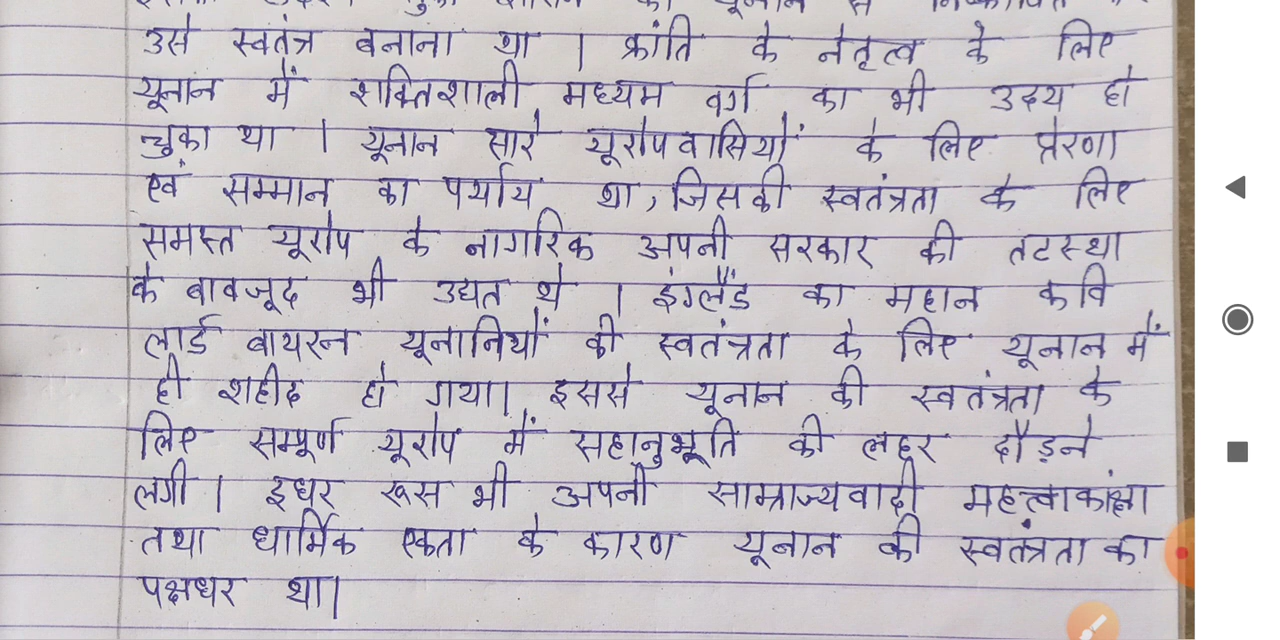 उसे स्वतंत्र बनाना था । क्रांति के नेतृत्व के लिए
यूनान में शक्तिशाली मध्यम वर्ग का भी उदय हो
चुका था । यूनान सारे यूरोपवासियों के लिए प्रेरणा
एवं सम्मान का पर्याय था, जिसकी स्वतंत्रता के लिए
समस्त यूरोप के नागरिक अपनी सरकार की तटस्था
के बावजूद भी उद्यत थे । इंग्लैंड का महान कवि
लार्ड बायरन यूनानियों की स्वतंत्रता के लिए यूनान में
ही शहीद हो गया। इससे यूनान की स्वतंत्रता के
लिए सम्पूर्ण यूरोप में सहानुभूति की लहर दौड़ने
लगी । इधर रूस भी अपनी साम्राज्यवादी महत्वाकांक्षा
तथा धार्मिक एकता के कारण यूनान की स्वतंत्रता का
पक्षधर था।